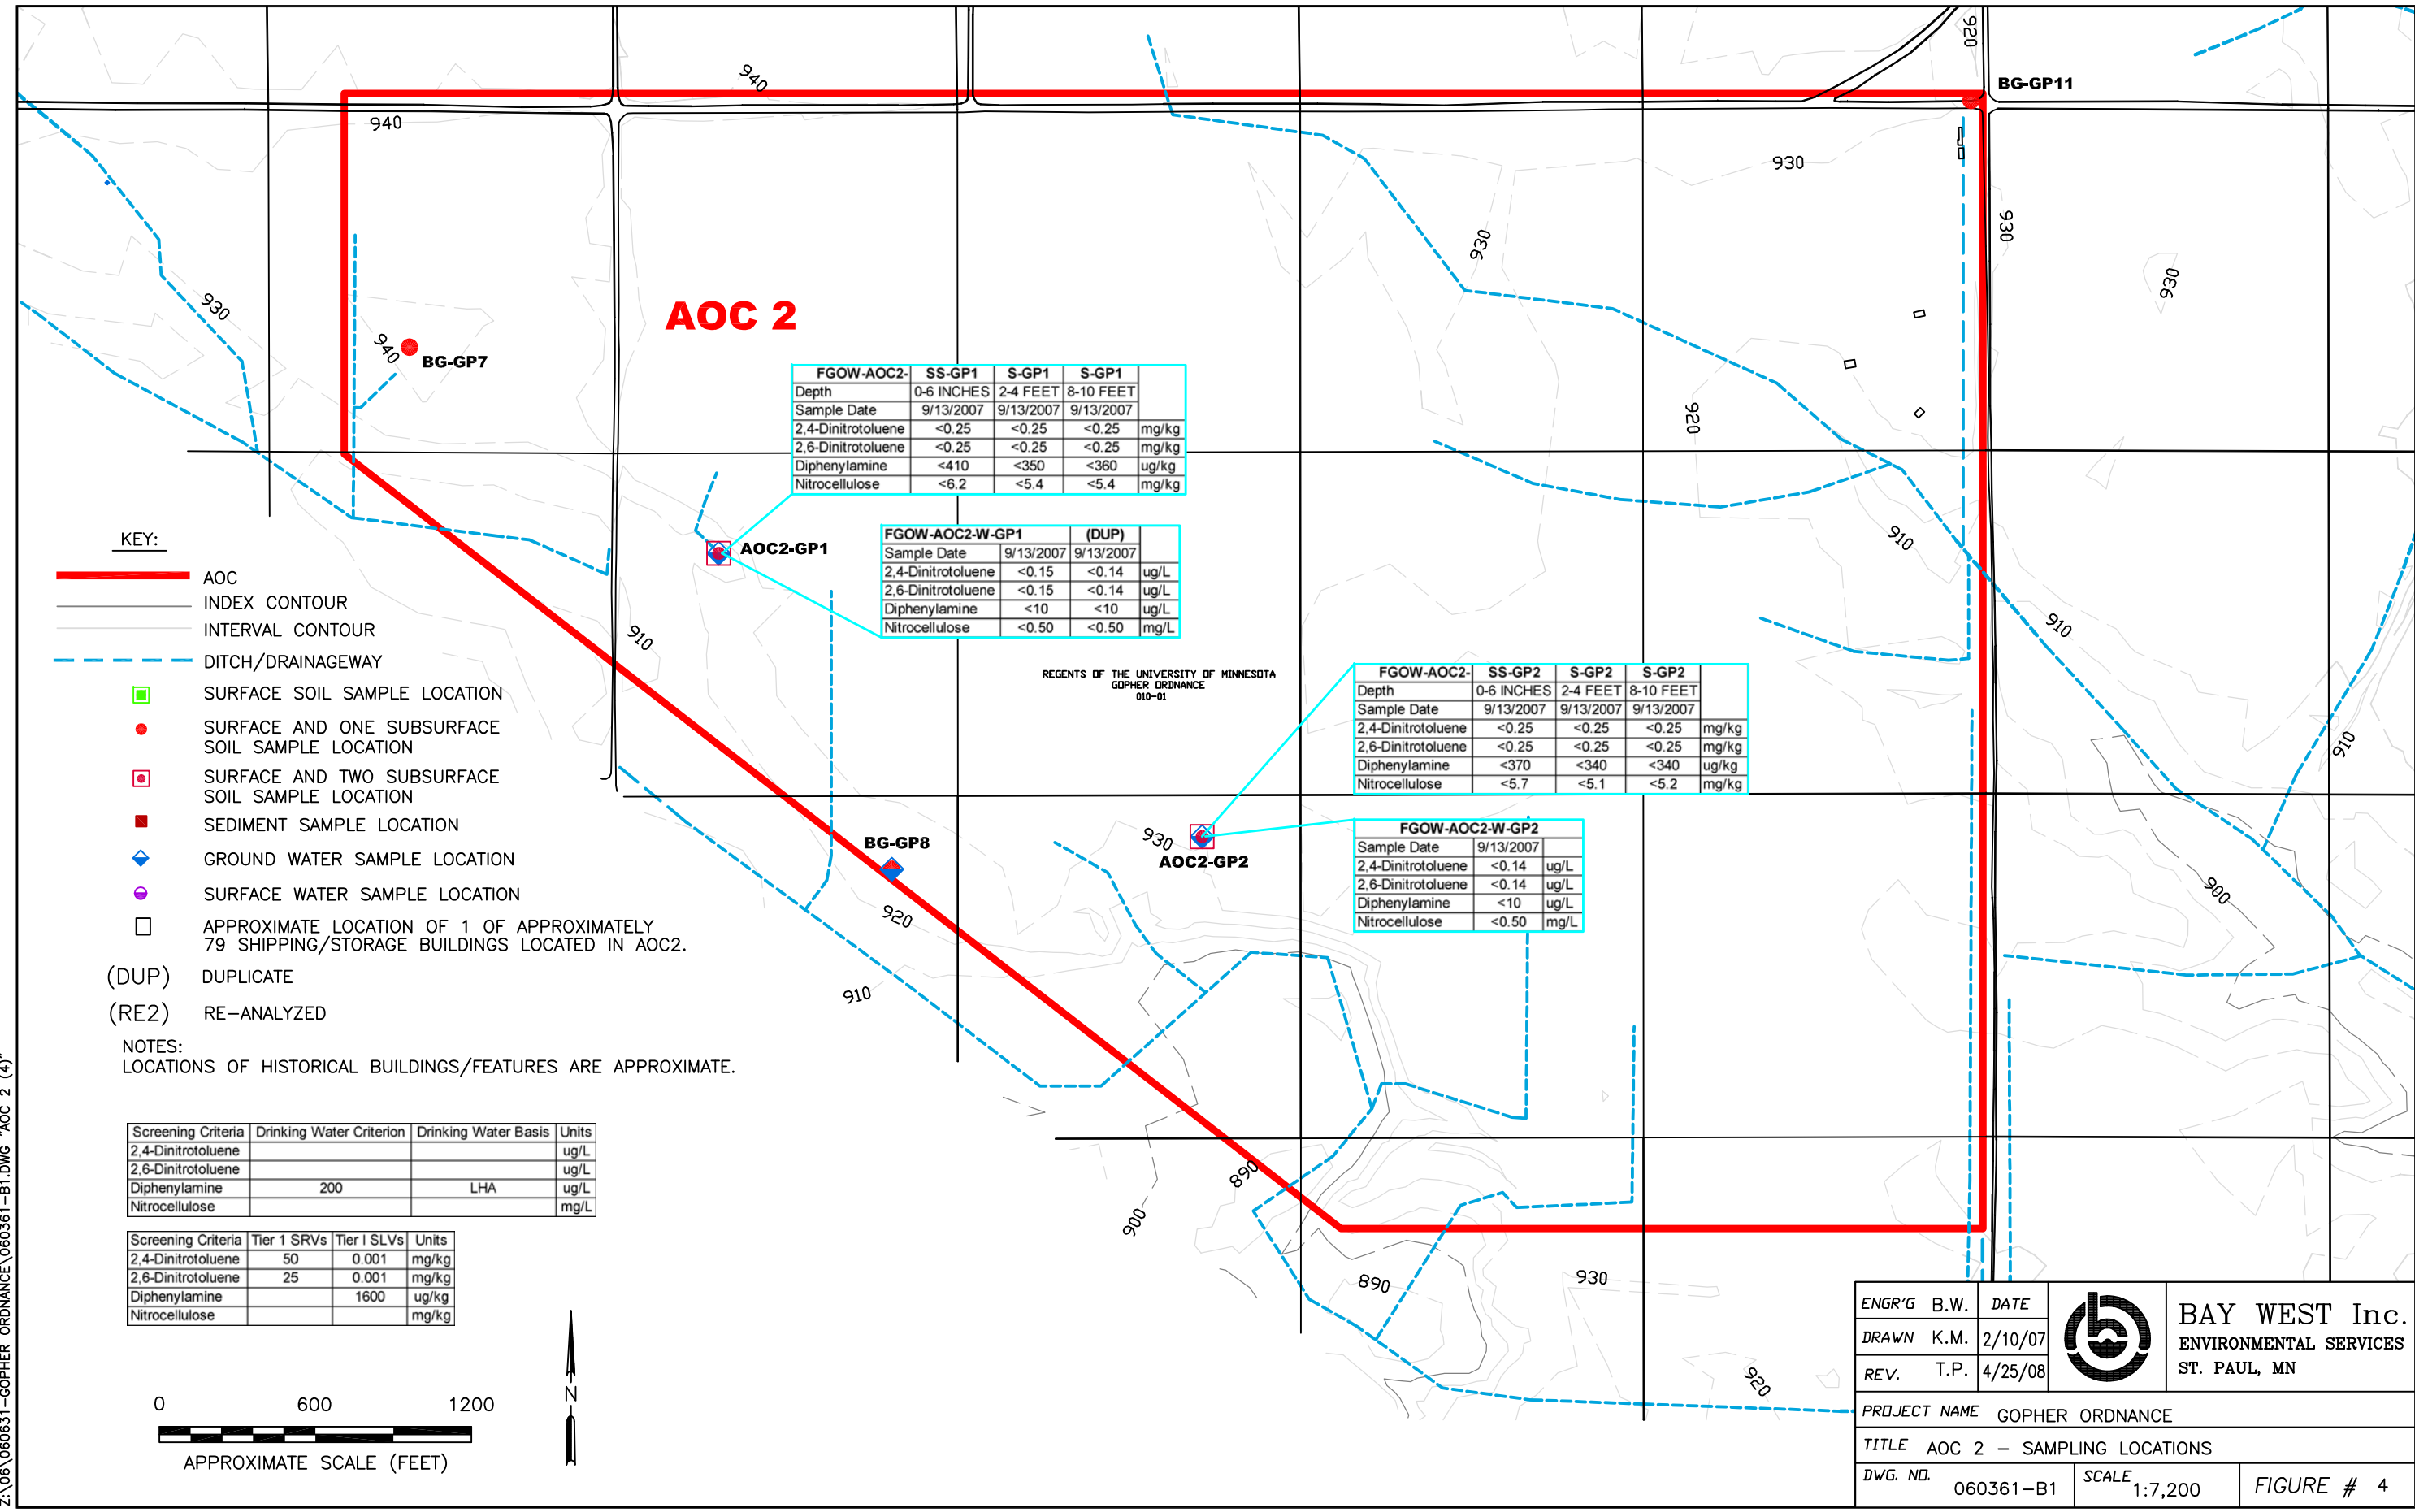 940
940
920
BG-GP11
930
930
930
930
930
940
BG-GP7
AOC 2
920
FGOW-AOC2- SS-GP1 S-GP1 S-GP1
Depth 0-6 INCHES 2-4 FEET 8-10 FEET
Sample Date 9/13/2007 9/13/2007 9/13/2007
2,4-Dinitrotoluene <0.25 <0.25 <0.25 mg/kg
2,6-Dinitrotoluene <0.25 <0.25 <0.25 mg/kg
Diphenylamine <410 <350 <360 ug/kg
Nitrocellulose <6.2 <5.4 <5.4 mg/kg
AOC2-GP1
FGOW-AOC2-W-GP1 (DUP)
Sample Date 9/13/2007 9/13/2007
2,4-Dinitrotoluene <0.15 <0.14 ug/L
2,6-Dinitrotoluene <0.15 <0.14 ug/L
Diphenylamine <10 <10 ug/L
Nitrocellulose <0.50 <0.50 mg/L
910
910
910
910
REGENTS OF THE UNIVERSITY OF MINNESOTA
GOPHER ORDNANCE
010-01
FGOW-AOC2- SS-GP2 S-GP2 S-GP2
Depth 0-6 INCHES 2-4 FEET 8-10 FEET
Sample Date 9/13/2007 9/13/2007 9/13/2007
2,4-Dinitrotoluene <0.25 <0.25 <0.25 mg/kg
2,6-Dinitrotoluene <0.25 <0.25 <0.25 mg/kg
Diphenylamine <370 <340 <340 ug/kg
Nitrocellulose <5.7 <5.1 <5.2 mg/kg
930
AOC2-GP2
FGOW-AOC2-W-GP2
Sample Date 9/13/2007
2,4-Dinitrotoluene <0.14 ug/L
2,6-Dinitrotoluene <0.14 ug/L
Diphenylamine <10 ug/L
Nitrocellulose <0.50 mg/L
BG-GP8
920
910
900
890
900
890
930
920
KEY:
AOC
INDEX CONTOUR
INTERVAL CONTOUR
DITCH/DRAINAGEWAY
SURFACE SOIL SAMPLE LOCATION
SURFACE AND ONE SUBSURFACE
SOIL SAMPLE LOCATION
SURFACE AND TWO SUBSURFACE
SOIL SAMPLE LOCATION
SEDIMENT SAMPLE LOCATION
GROUND WATER SAMPLE LOCATION
SURFACE WATER SAMPLE LOCATION
APPROXIMATE LOCATION OF 1 OF APPROXIMATELY
79 SHIPPING/STORAGE BUILDINGS LOCATED IN AOC2.
(DUP) DUPLICATE
(RE2) RE-ANALYZED
NOTES:
LOCATIONS OF HISTORICAL BUILDINGS/FEATURES ARE APPROXIMATE.
Screening Criteria Drinking Water Criterion Drinking Water Basis Units
2,4-Dinitrotoluene ug/L
2,6-Dinitrotoluene ug/L
Diphenylamine 200 LHA ug/L
Nitrocellulose mg/L
Screening Criteria Tier 1 SRVs Tier I SLVs Units
2,4-Dinitrotoluene 50 0.001 mg/kg
2,6-Dinitrotoluene 25 0.001 mg/kg
Diphenylamine 1600 ug/kg
Nitrocellulose mg/kg
0 600 1200
APPROXIMATE SCALE (FEET)
N
Z:\06\060631-GOPHER ORDNANCE\060361-B1.DWG "AOC 2 (4)"
ENGR'G B.W. DATE
DRAWN K.M. 2/10/07
REV. T.P. 4/25/08
b
BAY WEST Inc.
ENVIRONMENTAL SERVICES
ST. PAUL, MN
PROJECT NAME GOPHER ORDNANCE
TITLE AOC 2 - SAMPLING LOCATIONS
DWG. NO. 060361-B1 SCALE 1:7,200 FIGURE # 4